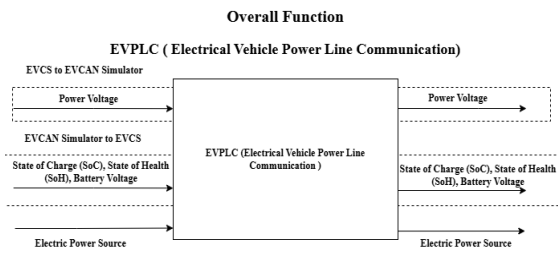 Overall Function
EVPLC ( Electrical Vehicle Power Line Communication)
EVCS to EVCAN Simulator
Power Voltage
Power Voltage
EVCAN Simulator to EVCS
EVPLC (Electrical Vehicle Power Line
Communication )
State of Charge (SoC), State of Health
(SoH), Battery Voltage
State of Charge (SoC), State of Health
(SoH), Battery Voltage
Electric Power Source
Electric Power Source